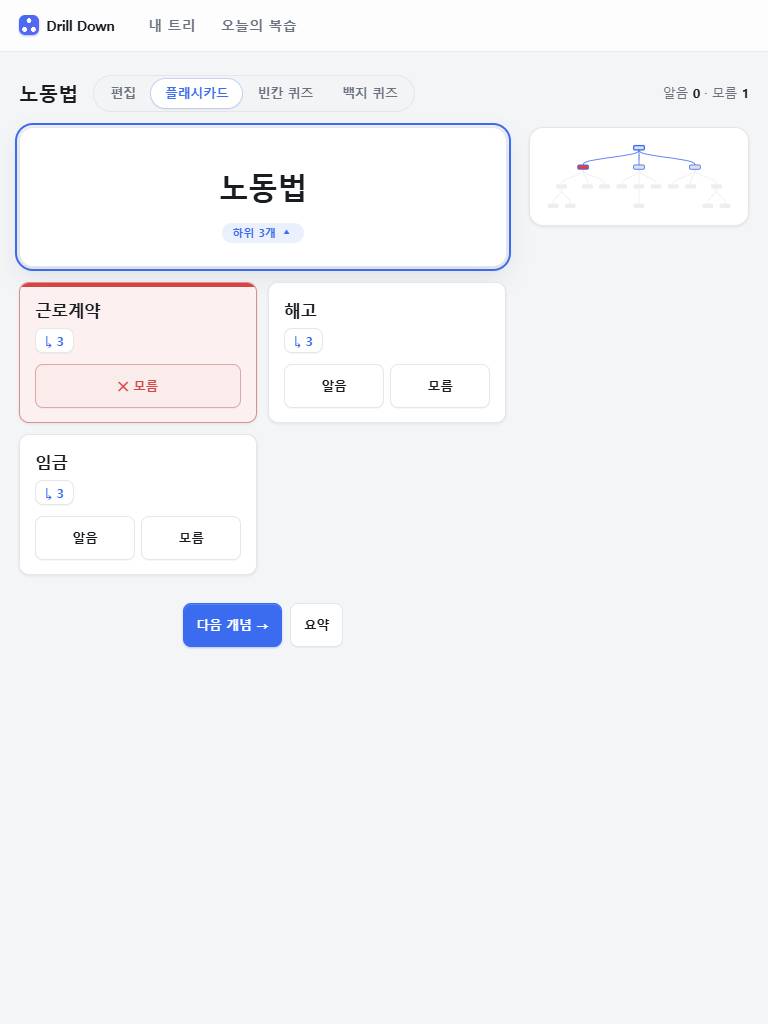 Drill Down 내 트리 오늘의 복습
노동법 편집 플래시카드 빈칸 퀴즈 백지 퀴즈 알음 0 · 모름 1
노동법
하위 3개 ▲
근로계약
↳ 3
✕ 모름
해고
↳ 3
알음 모름
임금
↳ 3
알음 모름
다음 개념 → 요약